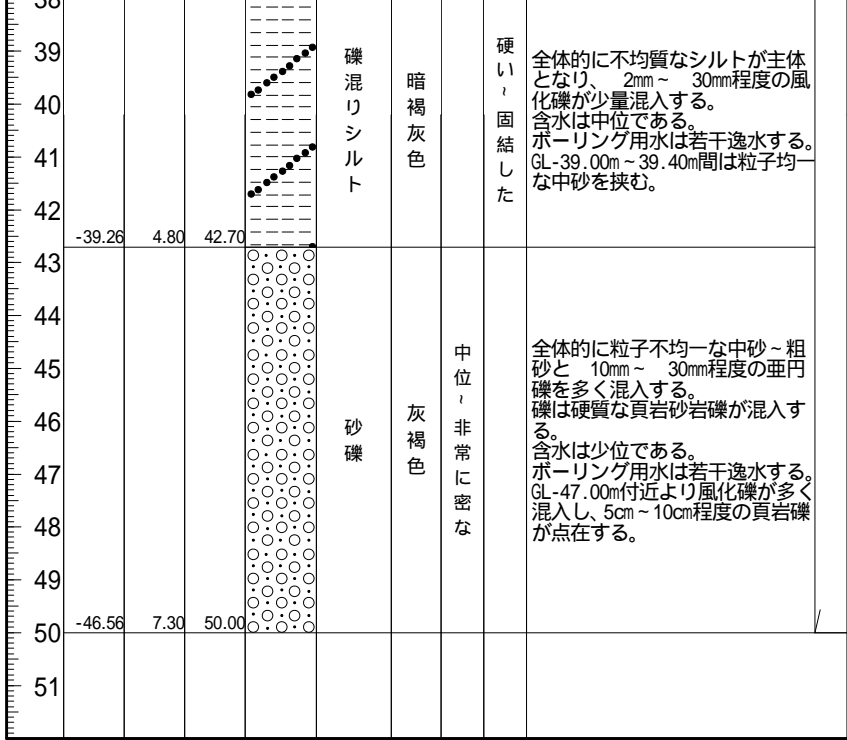 38
39
40
41
42
-39.26 4.80 42.70
礫混りシルト
暗褐灰色
硬い~固結した
全体的に不均質なシルトが主体
となり、 2mm~ 30mm程度の風
化礫が少量混入する。
含水は中位である。
ボーリング用水は若干逸水する。
GL-39.00m~39.40m間は粒子均一
な中砂を挟む。
43
44
45
46
47
48
49
50
-46.56 7.30 50.00
砂礫
灰褐色
中位~非常に密な
全体的に粒子不均一な中砂~粗
砂と 10mm~ 30mm程度の亜円
礫を多く混入する。
礫は硬質な頁岩砂岩礫が混入す
る。
含水は少位である。
ボーリング用水は若干逸水する。
GL-47.00m付近より風化礫が多く
混入し、5cm~10cm程度の頁岩礫
が点在する。
51